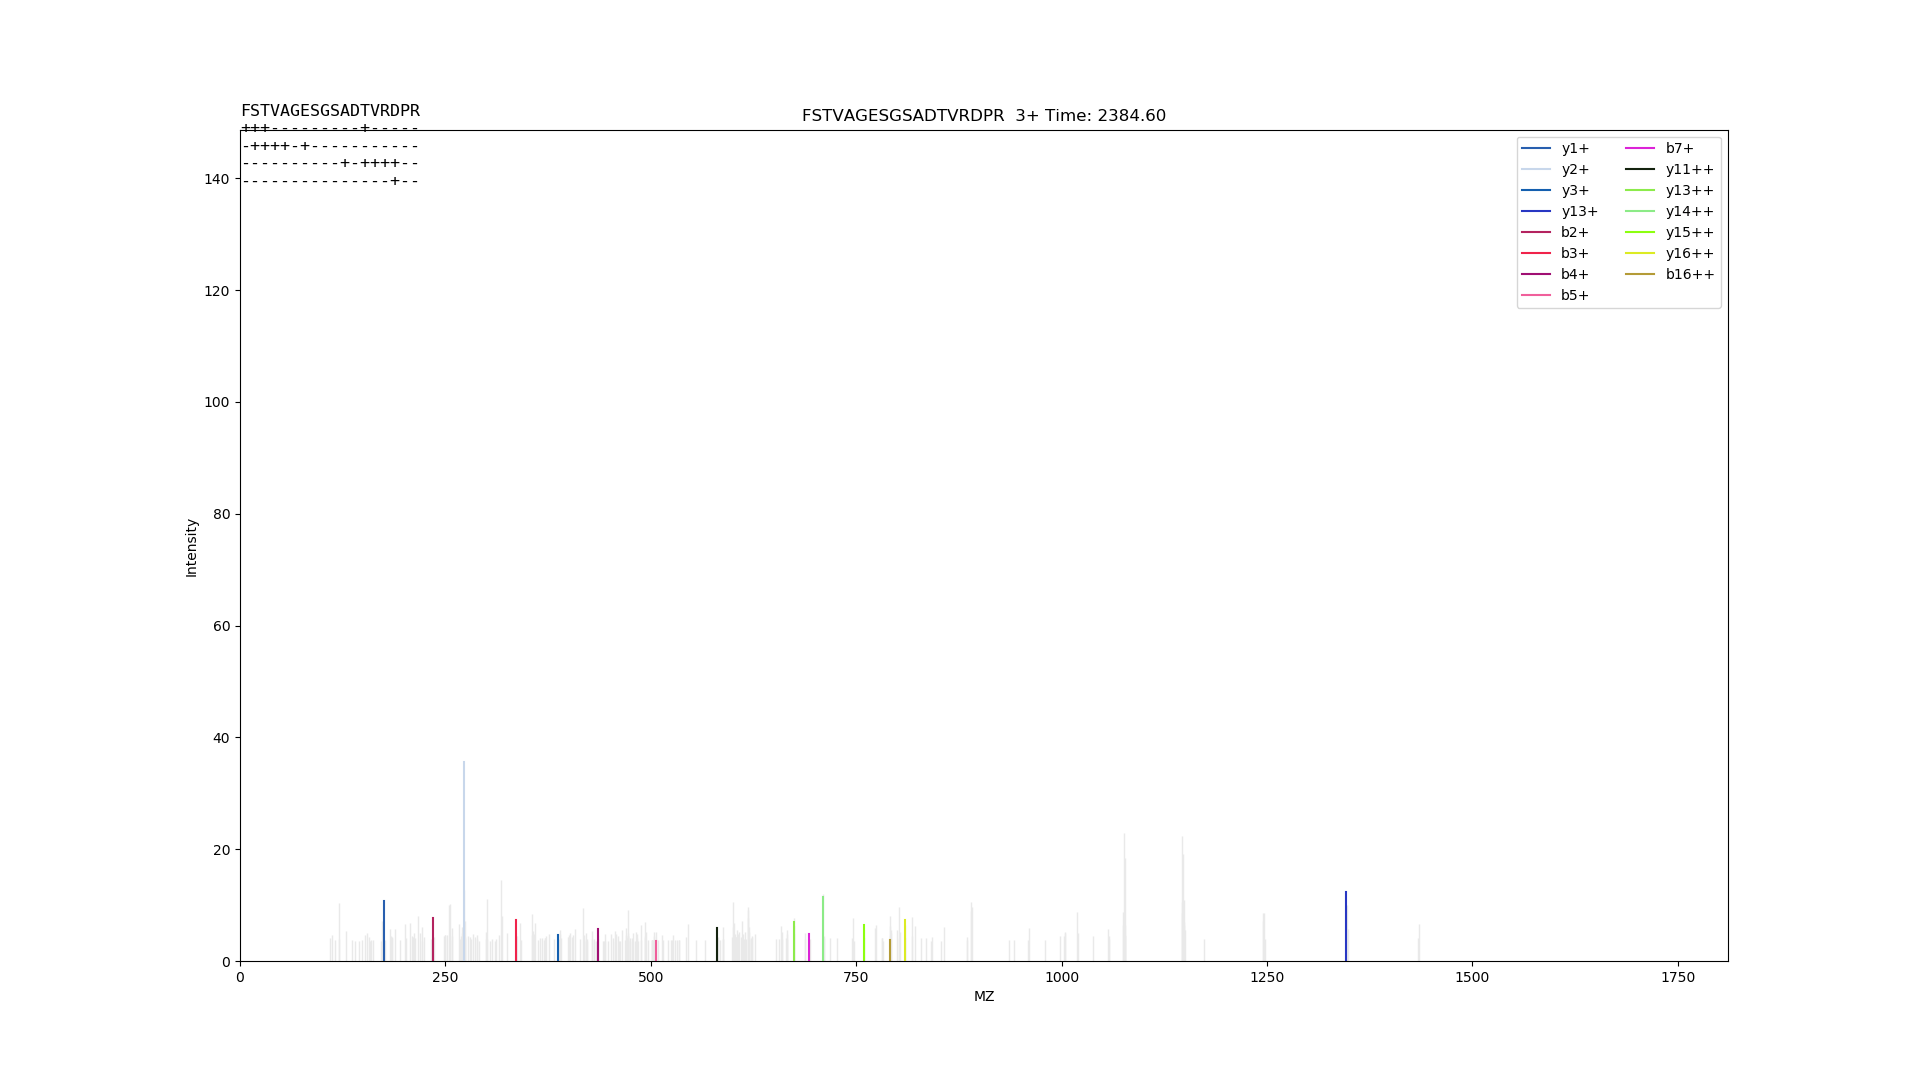 FSTVAGESGSADTVRDPR
+++---------+-----
-++++-+-----------
----------+-++++--
---------------+--
FSTVAGESGSADTVRDPR  3+ Time: 2384.60
y1+
y2+
y3+
y13+
b2+
b3+
b4+
b5+
b7+
y11++
y13++
y14++
y15++
y16++
b16++
140
120
100
80
60
40
20
0
Intensity
0 250 500 750 1000 1250 1500 1750
MZ